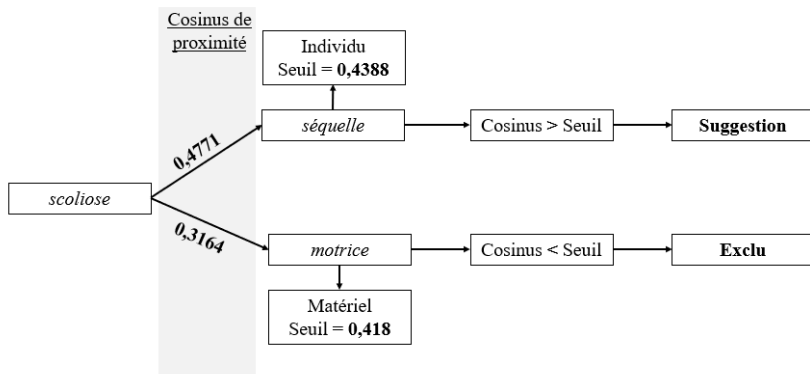 Cosinus de
proximité
Individu
Seuil = 0,4388
0,4771
séquelle
Cosinus > Seuil
Suggestion
scoliose
0,3164
motrice
Cosinus < Seuil
Exclu
Matériel
Seuil = 0,418